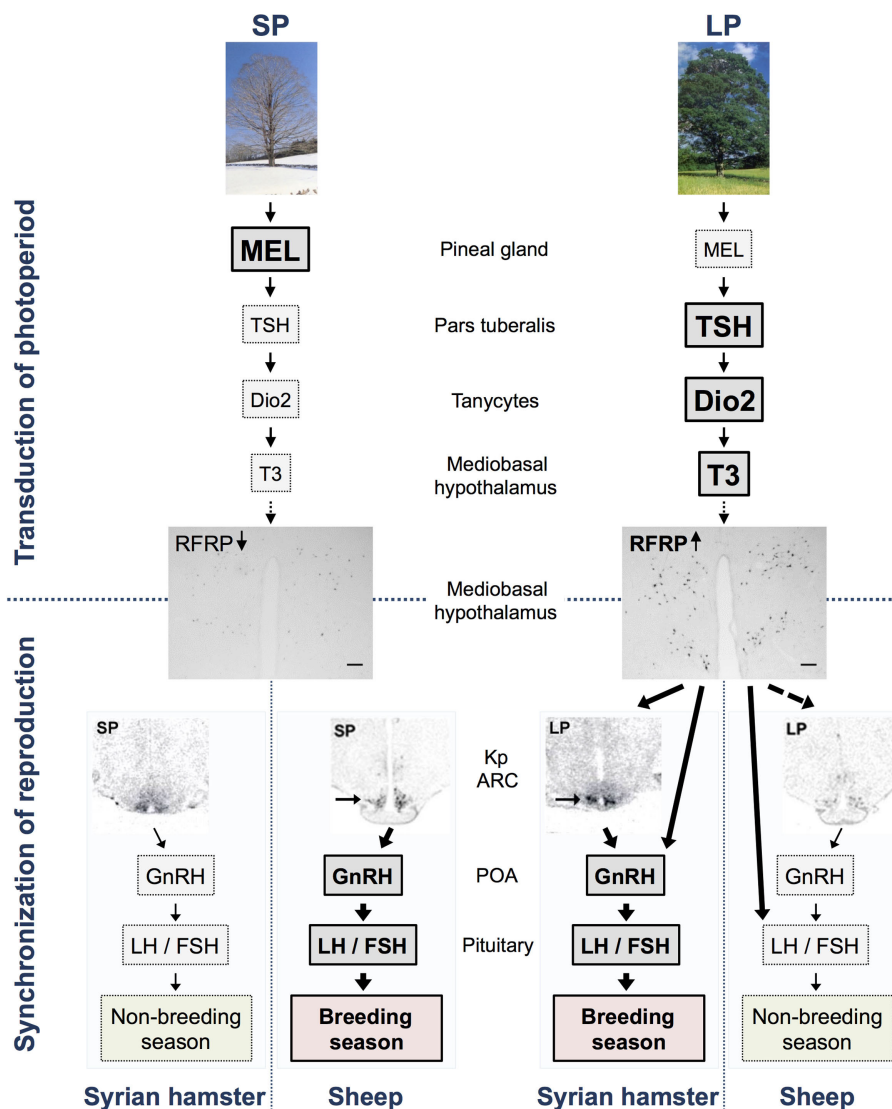 SP
LP
Transduction of photoperiod
MEL
Pineal gland
MEL
TSH
Pars tuberalis
TSH
Dio2
Tanycytes
Dio2
T3
Mediobasal
hypothalamus
T3
RFRP↓
RFRP↑
Mediobasal
hypothalamus
Synchronization of reproduction
SP
SP
Kp
ARC
LP
LP
GnRH
GnRH
POA
GnRH
GnRH
LH / FSH
LH / FSH
Pituitary
LH / FSH
LH / FSH
Non-breeding
season
Breeding
season
Breeding
season
Non-breeding
season
Syrian hamster
Sheep
Syrian hamster
Sheep